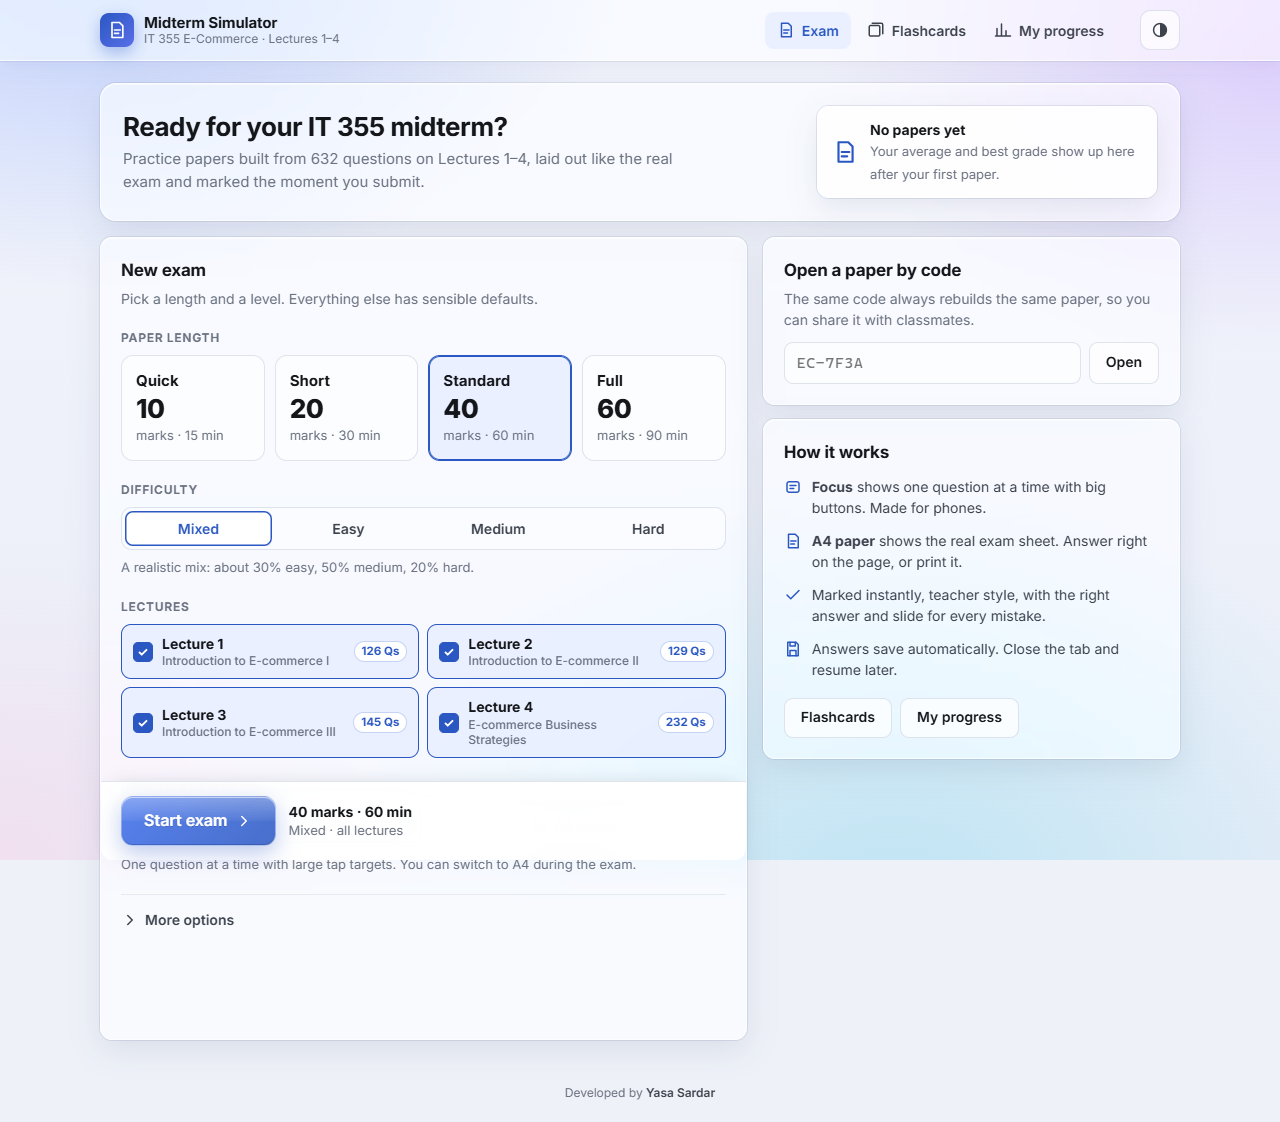 Midterm Simulator
IT 355 E-Commerce · Lectures 1–4
Exam
Flashcards
My progress
Ready for your IT 355 midterm?
Practice papers built from 632 questions on Lectures 1–4, laid out like the real
exam and marked the moment you submit.
No papers yet
Your average and best grade show up here
after your first paper.
New exam
Pick a length and a level. Everything else has sensible defaults.
PAPER LENGTH
Quick
10
marks · 15 min
Short
20
marks · 30 min
Standard
40
marks · 60 min
Full
60
marks · 90 min
DIFFICULTY
Mixed
Easy
Medium
Hard
A realistic mix: about 30% easy, 50% medium, 20% hard.
LECTURES
Lecture 1
Introduction to E-commerce I
126 Qs
Lecture 2
Introduction to E-commerce II
129 Qs
Lecture 3
Introduction to E-commerce III
145 Qs
Lecture 4
E-commerce Business
Strategies
232 Qs
Start exam
40 marks · 60 min
Mixed · all lectures
One question at a time with large tap targets. You can switch to A4 during the exam.
More options
Open a paper by code
The same code always rebuilds the same paper, so you
can share it with classmates.
EC-7F3A
Open
How it works
Focus shows one question at a time with big
buttons. Made for phones.
A4 paper shows the real exam sheet. Answer right
on the page, or print it.
Marked instantly, teacher style, with the right
answer and slide for every mistake.
Answers save automatically. Close the tab and
resume later.
Flashcards
My progress
Developed by Yasa Sardar